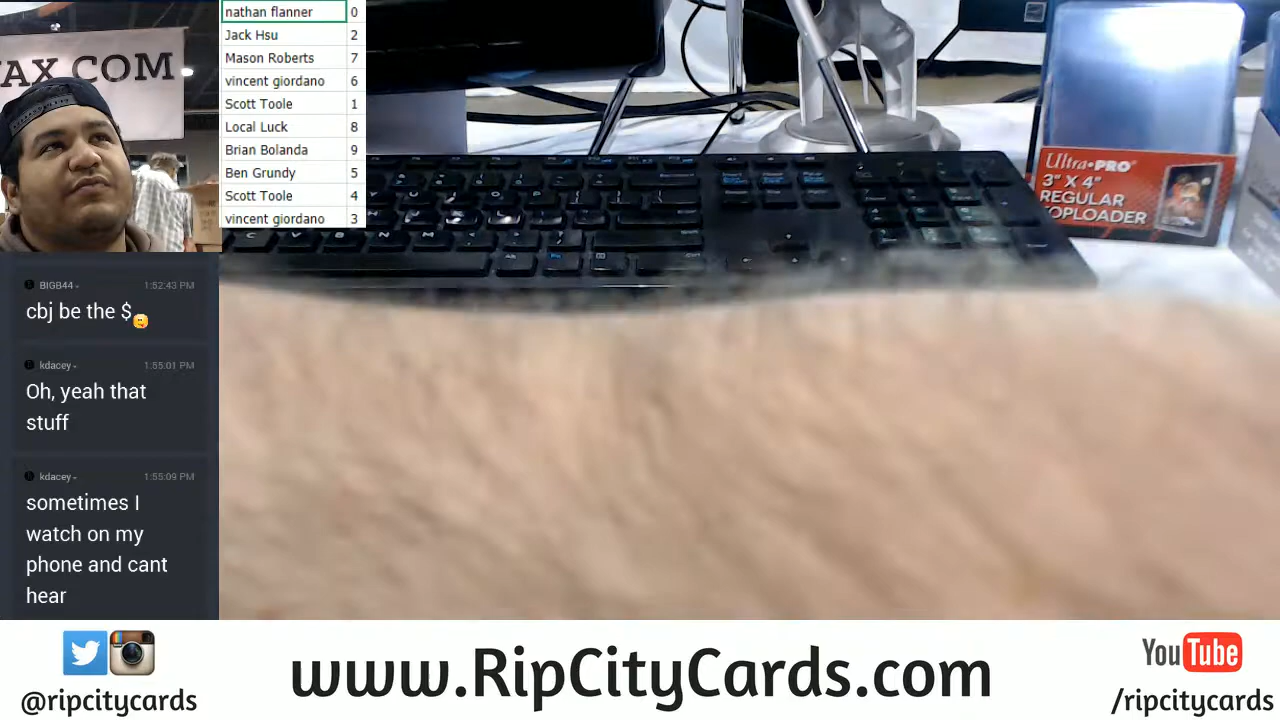 AX.COM
nathan flanner 0
Jack Hsu 2
Mason Roberts 7
vincent giordano 6
Scott Toole 1
Local Luck 8
Brian Bolanda 9
Ben Grundy 5
Scott Toole 4
vincent giordano 3
BIGB44 1:52:43 PM
cbj be the $
kdacey 1:55:01 PM
Oh, yeah that
stuff
kdacey 1:55:09 PM
sometimes I
watch on my
phone and cant
hear
Ultra•PRO
3" X 4"
REGULAR
TOPLOADER
@ripcitycards
www.RipCityCards.com
YouTube
/ripcitycards